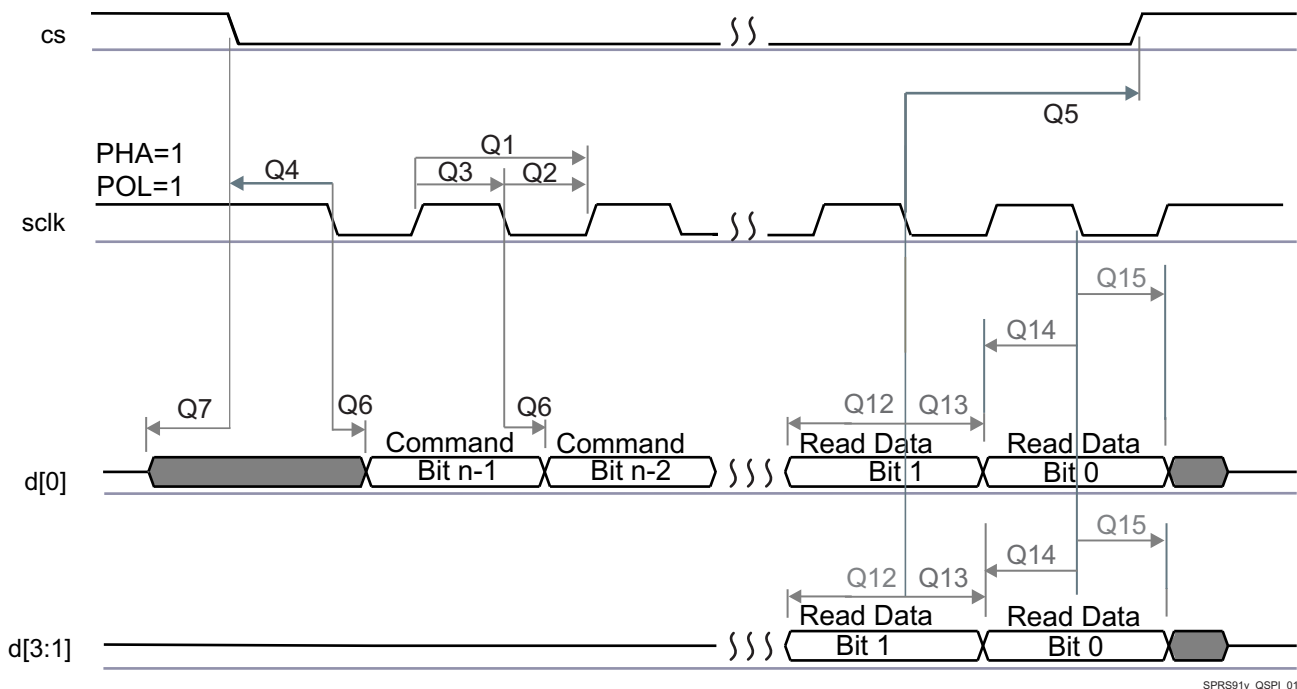 cs
Q5
PHA=1
POL=1
Q4
Q1
Q3
Q2
sclk
Q15
Q14
Q7
Q6
Q6
Q12
Q13
Command
Command
Read Data
Read Data
d[0]
Bit n-1
Bit n-2
Bit 1
Bit 0
Q15
Q14
Q12
Q13
Read Data
Read Data
d[3:1]
Bit 1
Bit 0
SPRS91v_QSPI_01